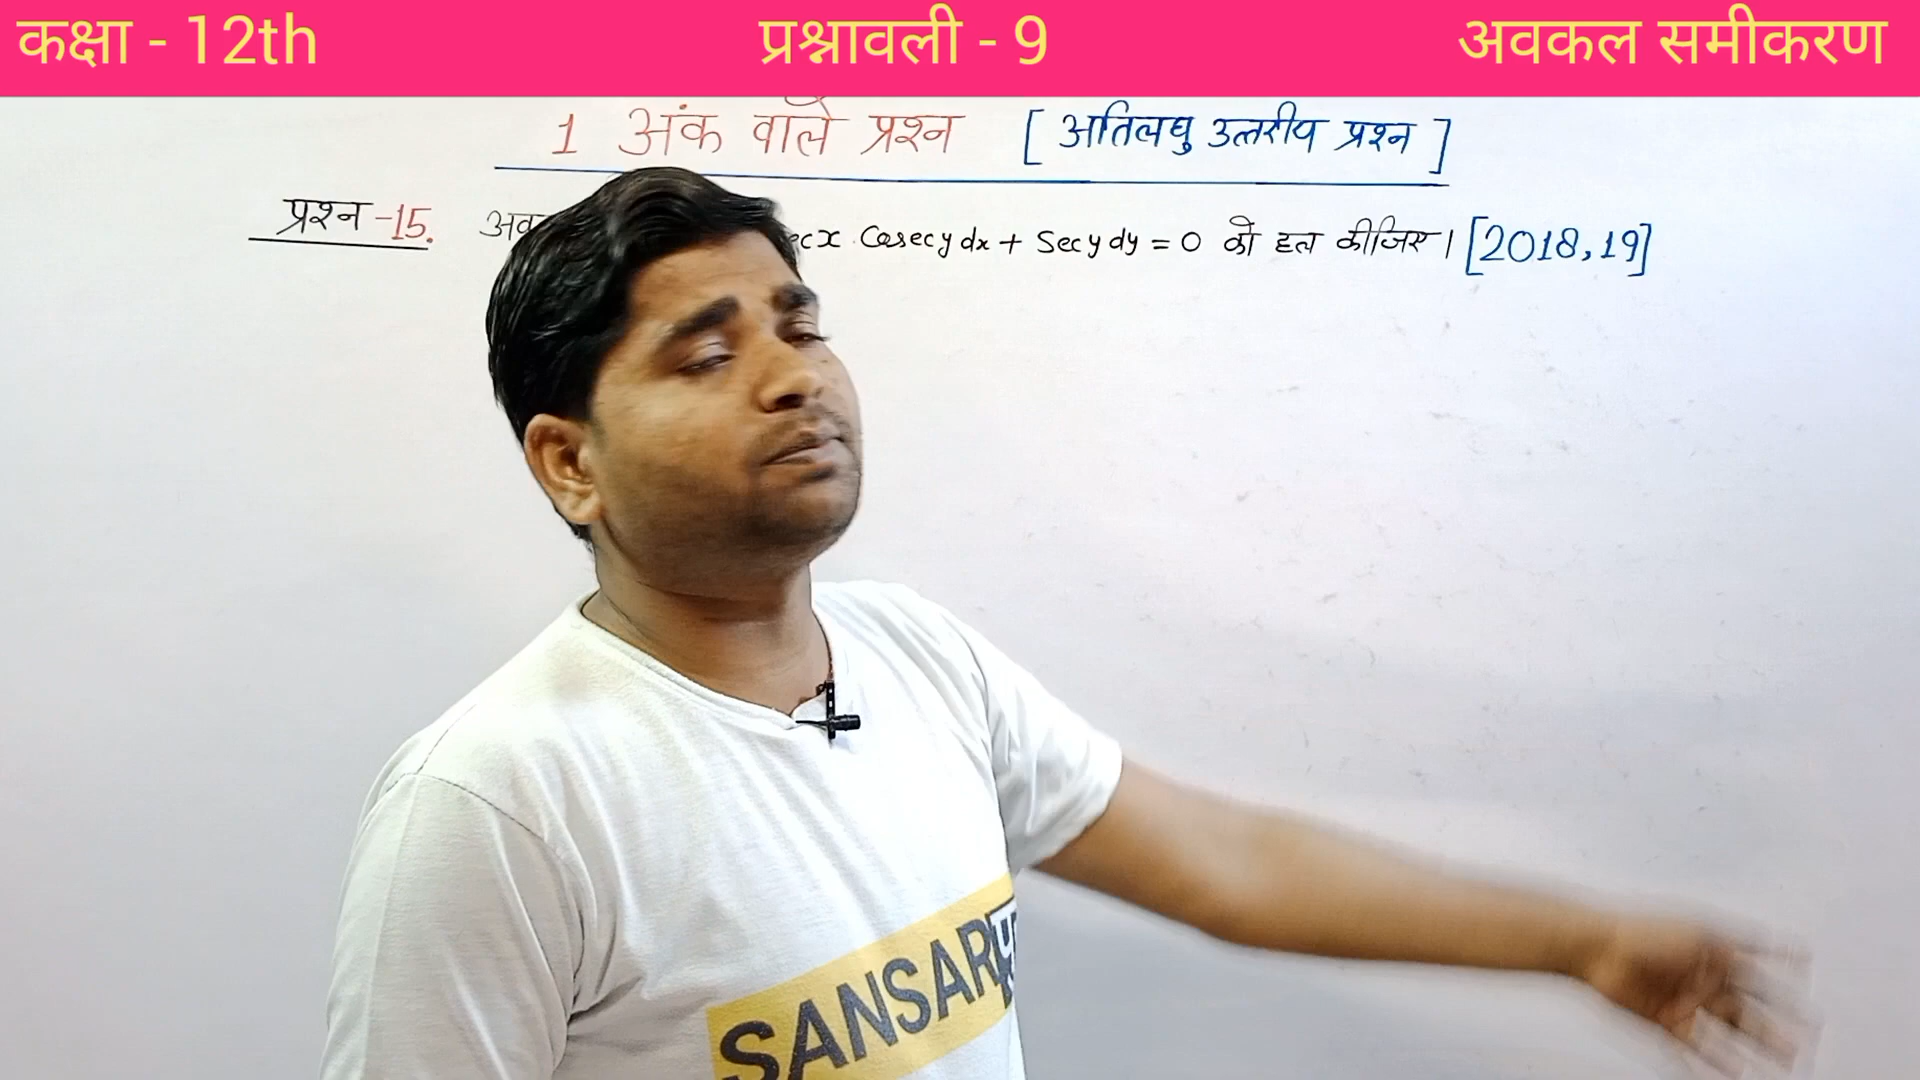 कक्षा - 12th प्रश्नावली - 9 अवकल समीकरण
1 अंक वाले प्रश्न [ अतिलघु उत्तरीय प्रश्न ]
प्रश्न -15. cx . Cosecy dx + Secy dy = 0 को हल कीजिए । [2018,19]
SANSAR